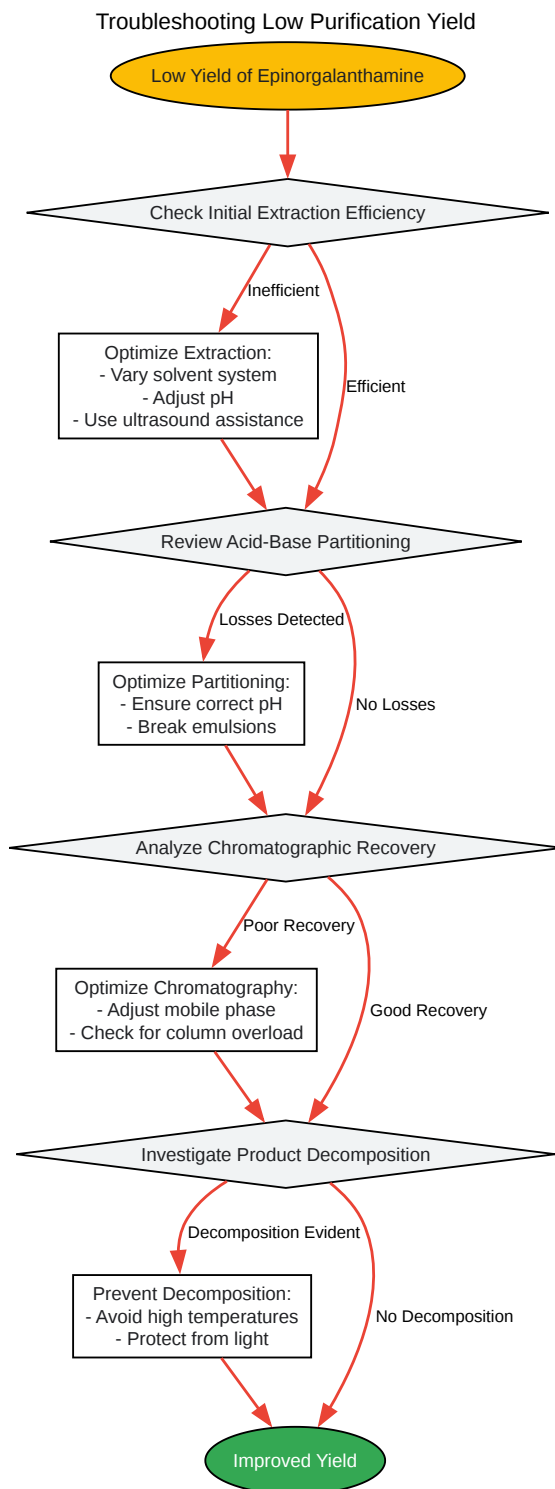 Troubleshooting Low Purification Yield
Low Yield of Epinorgalanthamine
Check Initial Extraction Efficiency
Inefficient
Optimize Extraction:
- Vary solvent system
- Adjust pH
- Use ultrasound assistance
Efficient
Review Acid-Base Partitioning
Losses Detected
Optimize Partitioning:
- Ensure correct pH
- Break emulsions
No Losses
Analyze Chromatographic Recovery
Poor Recovery
Optimize Chromatography:
- Adjust mobile phase
- Check for column overload
Good Recovery
Investigate Product Decomposition
Decomposition Evident
Prevent Decomposition:
- Avoid high temperatures
- Protect from light
No Decomposition
Improved Yield